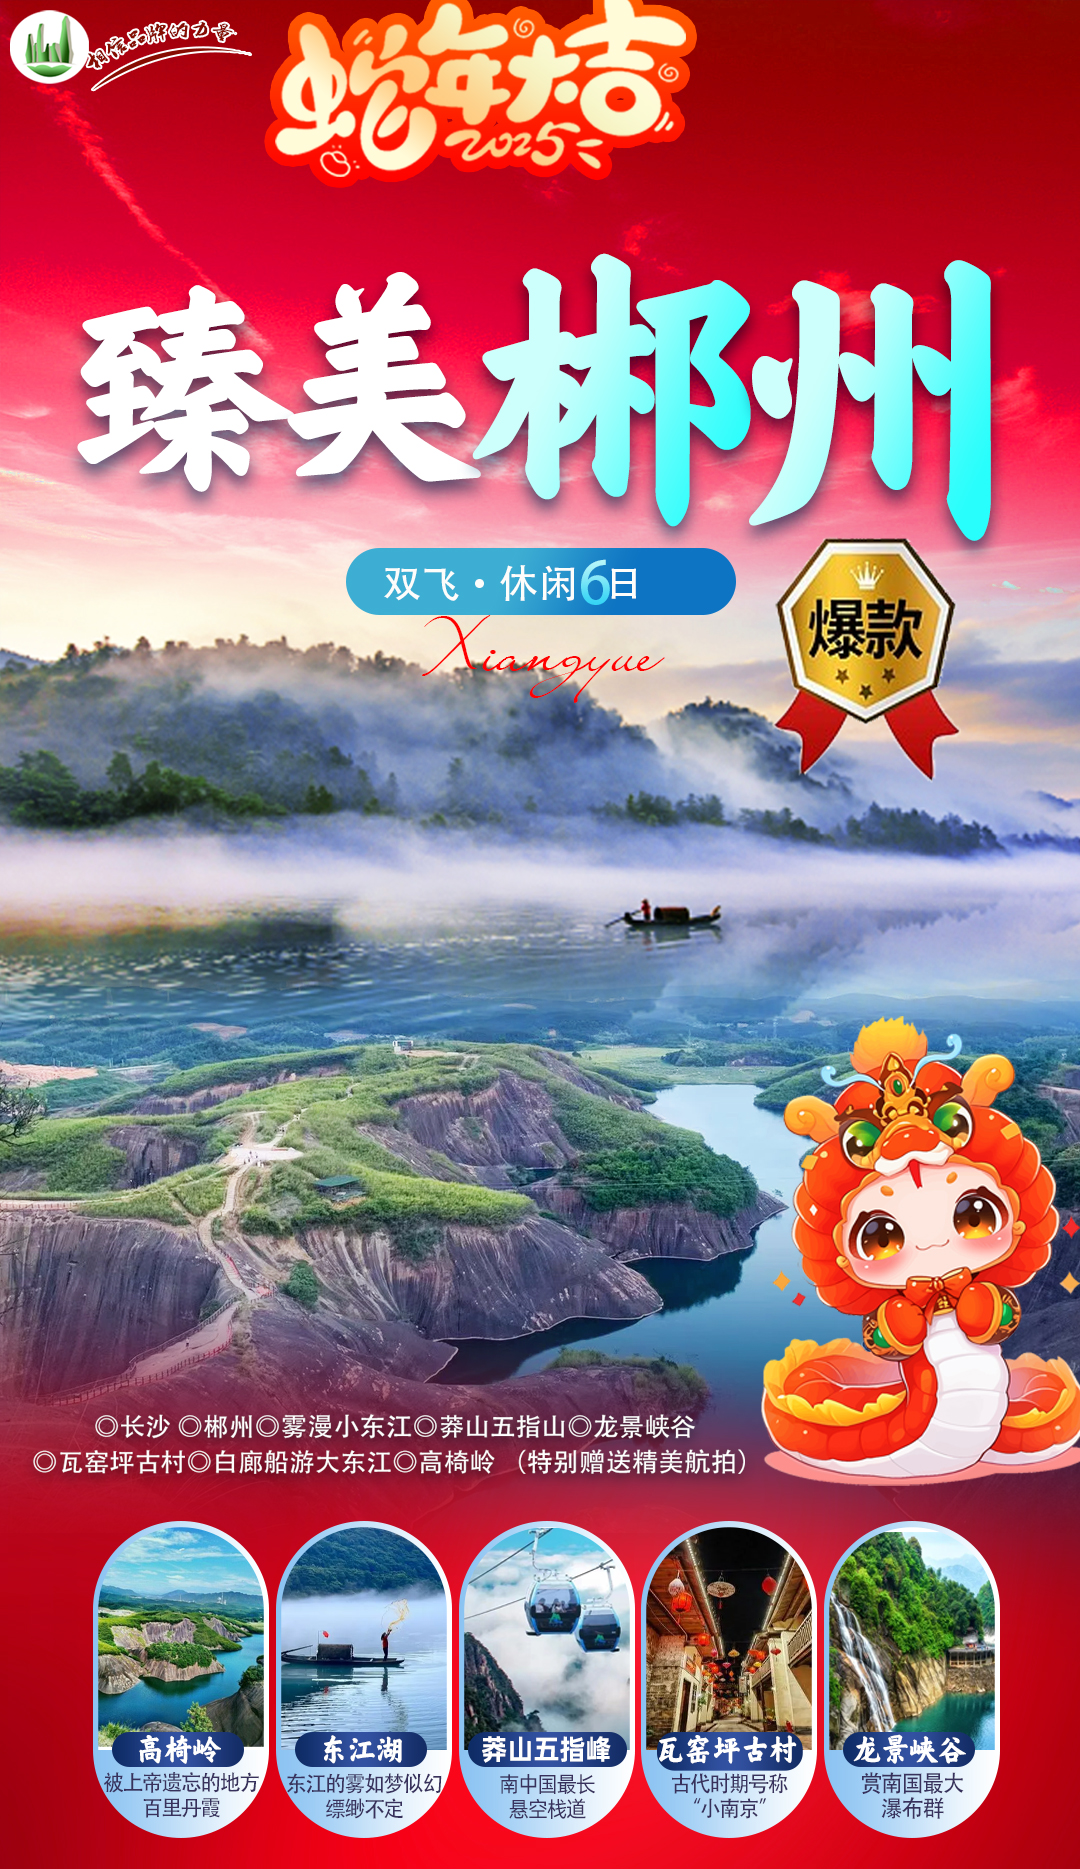 相信品牌的力量
蛇年大吉
2025
臻美郴州
双飞·休闲6日
Xiangyue
爆款
◎长沙 ◎郴州◎雾漫小东江◎莽山五指山◎龙景峡谷
◎瓦窑坪古村◎白廊船游大东江◎高椅岭 （特别赠送精美航拍）
高椅岭
被上帝遗忘的地方
百里丹霞
东江湖
东江的雾如梦似幻
缥缈不定
莽山五指峰
南中国最长
悬空栈道
瓦窑坪古村
古代时期号称
“小南京”
龙景峡谷
赏南国最大
瀑布群